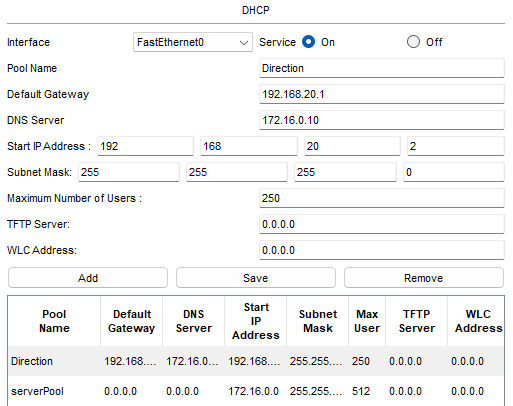 DHCP
Interface FastEthernet0 Service On Off
Pool Name Direction
Default Gateway 192.168.20.1
DNS Server 172.16.0.10
Start IP Address : 192 168 20 2
Subnet Mask: 255 255 255 0
Maximum Number of Users : 250
TFTP Server: 0.0.0.0
WLC Address: 0.0.0.0
Add Save Remove
Pool Name Default Gateway DNS Server Start IP Address Subnet Mask Max User TFTP Server WLC Address
Direction 192.168.... 172.16.0... 192.168.... 255.255.... 250 0.0.0.0 0.0.0.0
serverPool 0.0.0.0 0.0.0.0 172.16.0.0 255.255.... 512 0.0.0.0 0.0.0.0